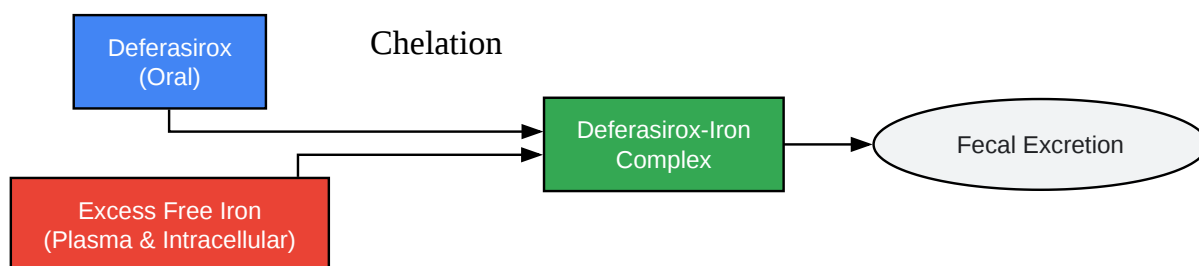 Deferasirox
(Oral)
Chelation
Deferasirox-Iron
Complex
Fecal Excretion
Excess Free Iron
(Plasma & Intracellular)